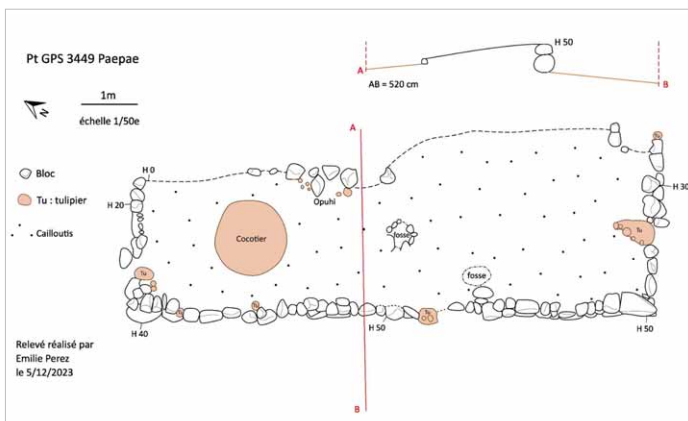 Pt GPS 3449 Paepae
N
1m
échelle 1/50e
Bloc
Tu : tulipier
Cailloutis
H 50
A
B
AB = 520 cm
A
H 0
Tu
H 20
Opuhi
H 30
Cocotier
fosse
Tu
Tu
fosse
Tu
Tu
Tu
H 40
H 50
H 50
Relevé réalisé par
Emilie Perez
le 5/12/2023
B